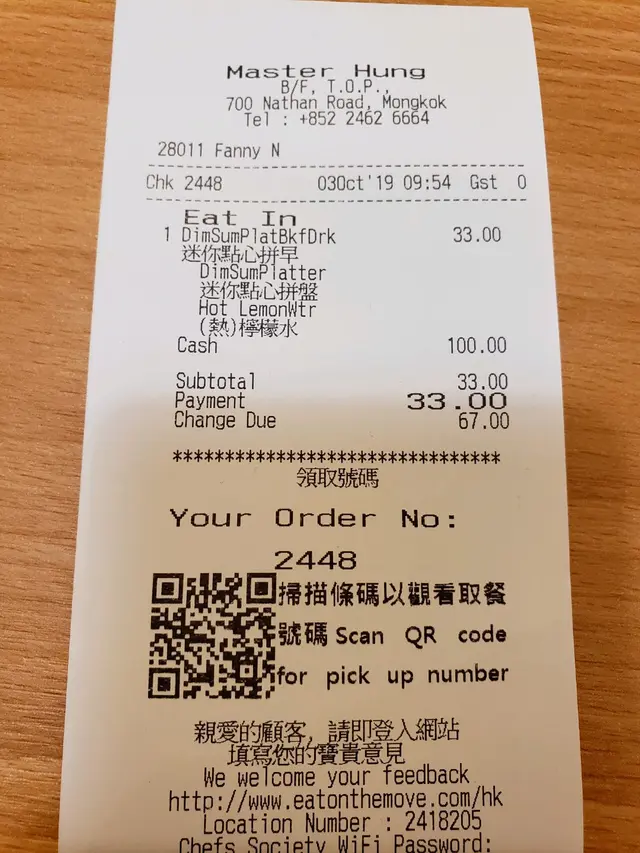 Master Hung
B/F, T.O.P.,
700 Nathan Road, Mongkok
Tel : +852 2462 6664
28011 Fanny N
Chk 2448 03Oct'19 09:54 Gst 0
Eat In
1 DimSumPlatBkfDrk 33.00
迷你點心拼早
DimSumPlatter
迷你點心拼盤
Hot LemonWtr
(熱)檸檬水
Cash 100.00
Subtotal 33.00
Payment 33.00
Change Due 67.00
*******************************
領取號碼
Your Order No:
2448
掃描條碼以觀看取餐
號碼 Scan QR code
for pick up number
親愛的顧客, 請即登入網站
填寫您的寶貴意見
We welcome your feedback
http://www.eatonthemove.com/hk
Location Number : 2418205
Chefs Society WiFi Password: